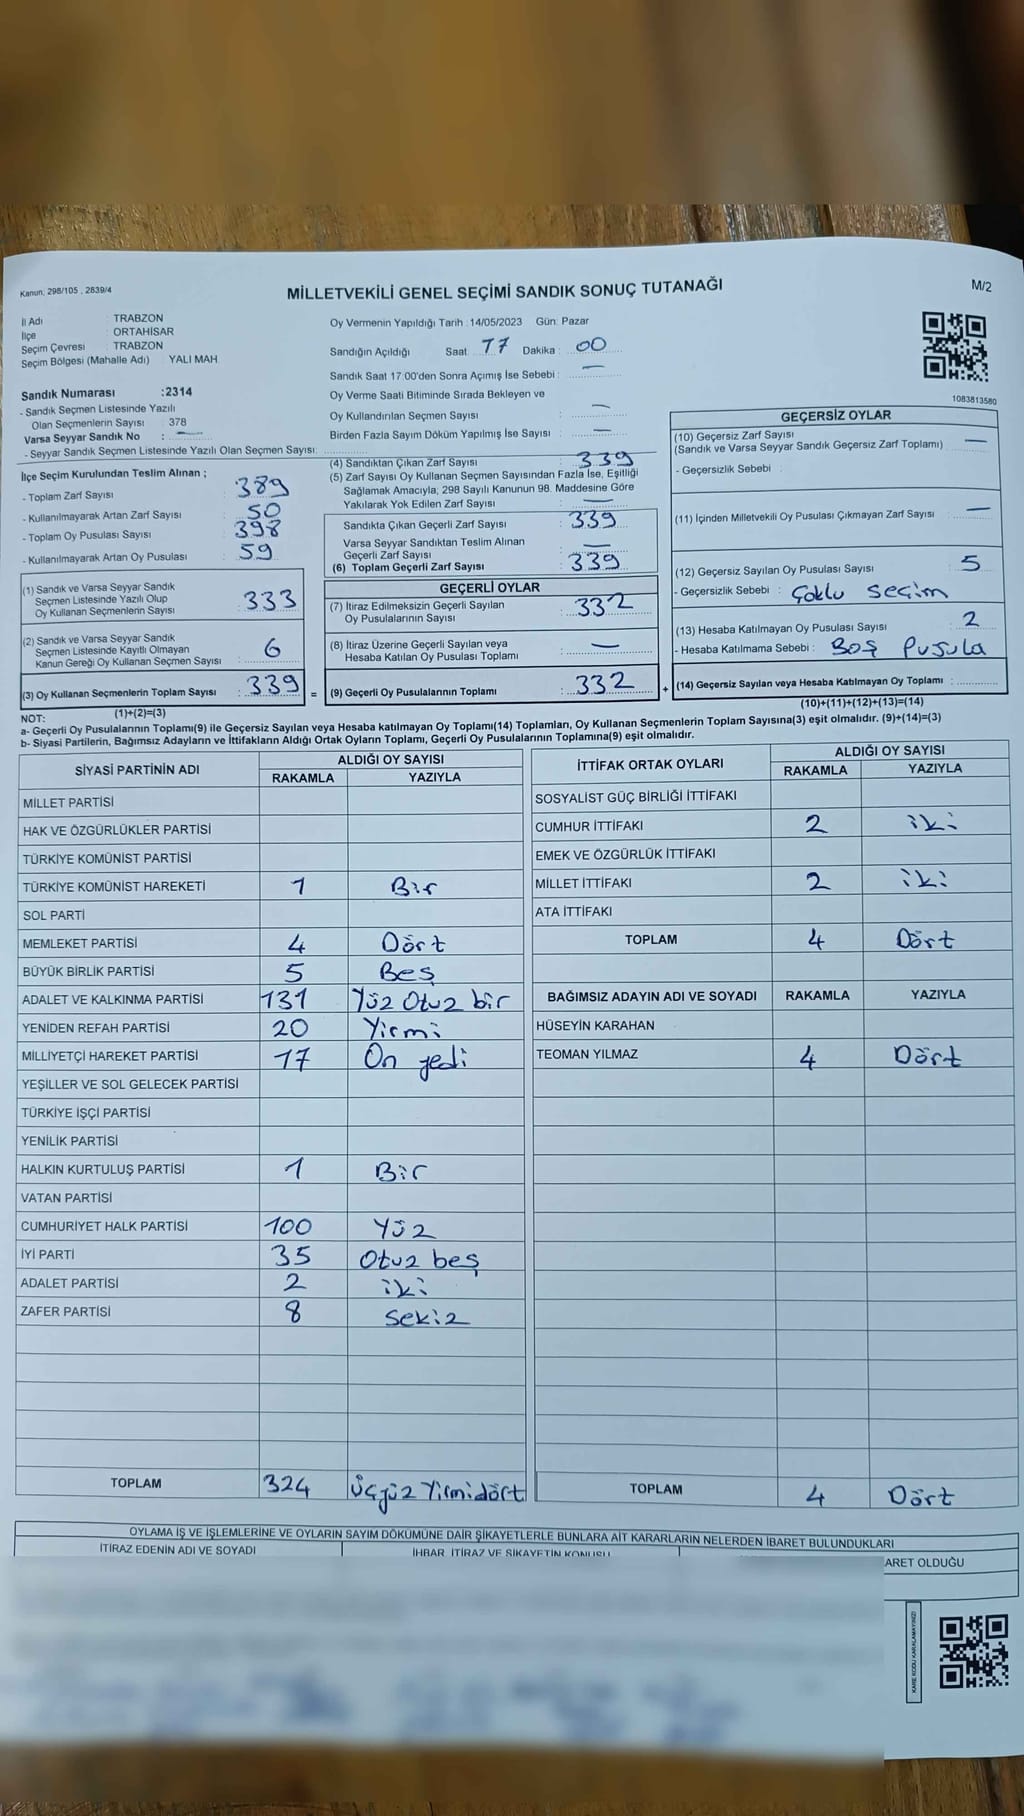 Kanun, 298/105 , 2839/4
MİLLETVEKİLİ GENEL SEÇİMİ SANDIK SONUÇ TUTANAĞI
M/2
İl Adı TRABZON
İlçe ORTAHİSAR
Seçim Çevresi TRABZON
Seçim Bölgesi (Mahalle Adı) YALI MAH.
Sandık Numarası :2314
- Sandık Seçmen Listesinde Yazılı
Olan Seçmenlerin Sayısı : 378
Varsa Seyyar Sandık No : —
- Seyyar Sandık Seçmen Listesinde Yazılı Olan Seçmen Sayısı:
Oy Vermenin Yapıldığı Tarih :14/05/2023 Gün: Pazar
Sandığın Açıldığı Saat 17 Dakika : 00
Sandık Saat 17:00'den Sonra Açımış İse Sebebi : —
Oy Verme Saati Bitiminde Sırada Bekleyen ve
Oy Kullandırılan Seçmen Sayısı : —
Birden Fazla Sayım Döküm Yapılmış İse Sayısı : —
1083813580
İlçe Seçim Kurulundan Teslim Alınan ;
- Toplam Zarf Sayısı : 389
- Kullanılmayarak Artan Zarf Sayısı : 50
- Toplam Oy Pusulası Sayısı : 398
- Kullanılmayarak Artan Oy Pusulası : 59
(1) Sandık ve Varsa Seyyar Sandık
Seçmen Listesinde Yazılı Olup
Oy Kullanan Seçmenlerin Sayısı : 333
(2) Sandık ve Varsa Seyyar Sandık
Seçmen Listesinde Kayıtlı Olmayan
Kanun Gereği Oy Kullanan Seçmen Sayısı : 6
(3) Oy Kullanan Seçmenlerin Toplam Sayısı : 339 =
(1)+(2)=(3)
(4) Sandıktan Çıkan Zarf Sayısı : 339
(5) Zarf Sayısı Oy Kullanan Seçmen Sayısından Fazla İse, Eşitliği
Sağlamak Amacıyla, 298 Sayılı Kanunun 98. Maddesine Göre
Yakılarak Yok Edilen Zarf Sayısı : —
Sandıkta Çıkan Geçerli Zarf Sayısı : 339
Varsa Seyyar Sandıktan Teslim Alınan
Geçerli Zarf Sayısı : —
(6) Toplam Geçerli Zarf Sayısı : 339
GEÇERLİ OYLAR
(7) İtiraz Edilmeksizin Geçerli Sayılan
Oy Pusulalarının Sayısı : 332
(8) İtiraz Üzerine Geçerli Sayılan veya
Hesaba Katılan Oy Pusulası Toplamı : —
(9) Geçerli Oy Pusulalarının Toplamı : 332 +
GEÇERSİZ OYLAR
(10) Geçersiz Zarf Sayısı
(Sandık ve Varsa Seyyar Sandık Geçersiz Zarf Toplamı) : —
- Geçersizlik Sebebi :
(11) İçinden Milletvekili Oy Pusulası Çıkmayan Zarf Sayısı : —
(12) Geçersiz Sayılan Oy Pusulası Sayısı : 5
- Geçersizlik Sebebi : Çoklu seçim
(13) Hesaba Katılmayan Oy Pusulası Sayısı : 2
- Hesaba Katılmama Sebebi : Boş Pusula
(14) Geçersiz Sayılan veya Hesaba Katılmayan Oy Toplamı :
(10)+(11)+(12)+(13)=(14)
NOT:
a- Geçerli Oy Pusulalarının Toplamı(9) ile Geçersiz Sayılan veya Hesaba katılmayan Oy Toplamı(14) Toplamları, Oy Kullanan Seçmenlerin Toplam Sayısına(3) eşit olmalıdır. (9)+(14)=(3)
b- Siyasi Partilerin, Bağımsız Adayların ve İttifakların Aldığı Ortak Oyların Toplamı, Geçerli Oy Pusulalarının Toplamına(9) eşit olmalıdır.
SİYASİ PARTİNİN ADI ALDIĞI OY SAYISI
RAKAMLA YAZIYLA
MİLLET PARTİSİ
HAK VE ÖZGÜRLÜKLER PARTİSİ
TÜRKİYE KOMÜNİST PARTİSİ
TÜRKİYE KOMÜNİST HAREKETİ 1 Bir
SOL PARTİ
MEMLEKET PARTİSİ 4 Dört
BÜYÜK BİRLİK PARTİSİ 5 Beş
ADALET VE KALKINMA PARTİSİ 131 Yüz Otuz bir
YENİDEN REFAH PARTİSİ 20 Yirmi
MİLLİYETÇİ HAREKET PARTİSİ 17 On yedi
YEŞİLLER VE SOL GELECEK PARTİSİ
TÜRKİYE İŞÇİ PARTİSİ
YENİLİK PARTİSİ
HALKIN KURTULUŞ PARTİSİ 1 Bir
VATAN PARTİSİ
CUMHURİYET HALK PARTİSİ 100 Yüz
İYİ PARTİ 35 Otuz beş
ADALET PARTİSİ 2 iki
ZAFER PARTİSİ 8 sekiz
TOPLAM 324 Üçyüz Yirmidört
İTTİFAK ORTAK OYLARI ALDIĞI OY SAYISI
RAKAMLA YAZIYLA
SOSYALİST GÜÇ BİRLİĞİ İTTİFAKI
CUMHUR İTTİFAKI 2 iki
EMEK VE ÖZGÜRLÜK İTTİFAKI
MİLLET İTTİFAKI 2 iki
ATA İTTİFAKI
TOPLAM 4 Dört
BAĞIMSIZ ADAYIN ADI VE SOYADI RAKAMLA YAZIYLA
HÜSEYİN KARAHAN
TEOMAN YILMAZ 4 Dört
TOPLAM 4 Dört
OYLAMA İŞ VE İŞLEMLERİNE VE OYLARIN SAYIM DÖKÜMÜNE DAİR ŞİKAYETLERLE BUNLARA AİT KARARLARIN NELERDEN İBARET BULUNDUKLARI
İTİRAZ EDENİN ADI VE SOYADI İHBAR, İTİRAZ VE ŞİKAYETİN KONUSU ARET OLDUĞU
KARE KODU KARALAMAYINIZ!